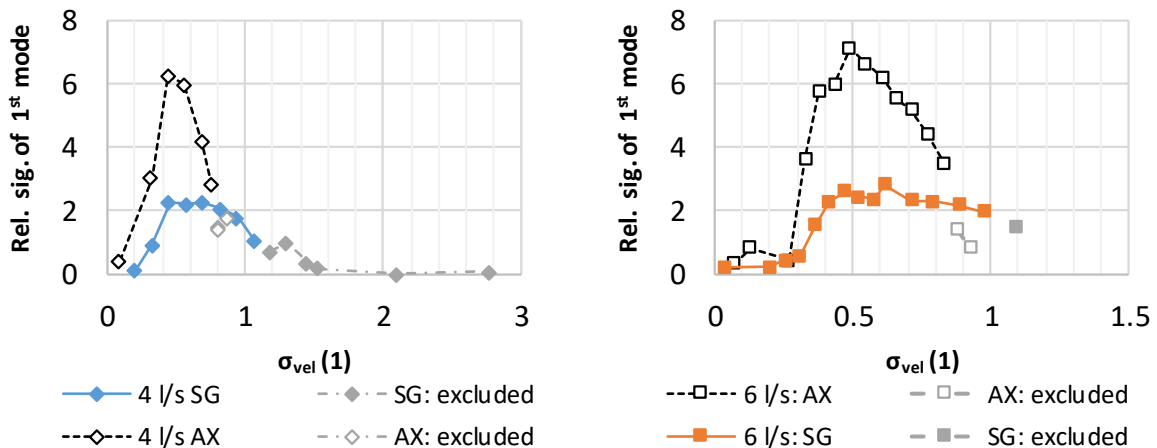 Rel. sig. of 1st mode
8
6
4
2
0
0 1 2 3
σvel (1)
4 l/s SG
SG: excluded
4 l/s AX
AX: excluded
Rel. sig. of 1st mode
8
6
4
2
0
0 0.5 1 1.5
σvel (1)
6 l/s: AX
AX: excluded
6 l/s: SG
SG: excluded